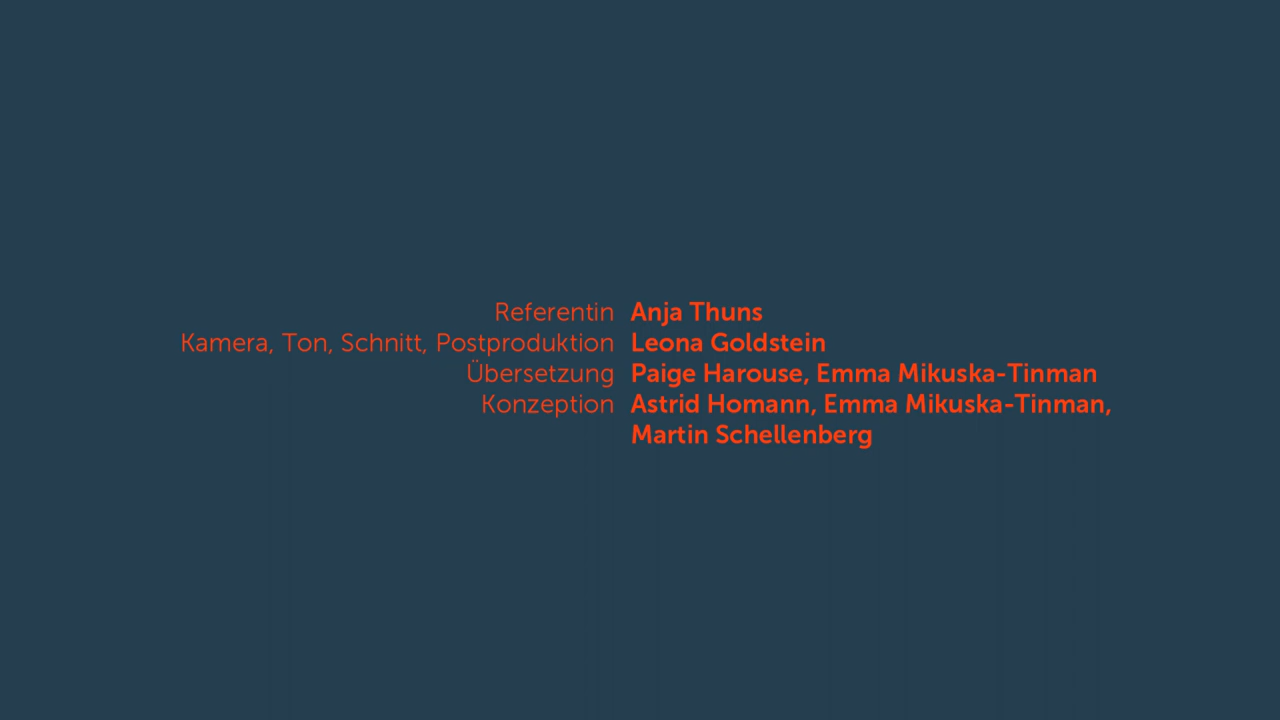 Referentin Anja Thuns
Kamera, Ton, Schnitt, Postproduktion Leona Goldstein
Übersetzung Paige Harouse, Emma Mikuska-Tinman
Konzeption Astrid Homann, Emma Mikuska-Tinman,
Martin Schellenberg